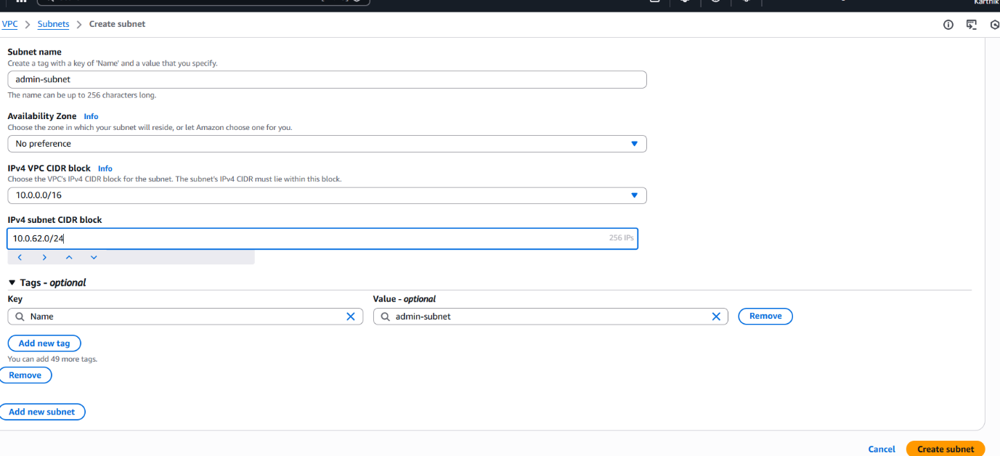 Karthik
VPC > Subnets > Create subnet
Subnet name
Create a tag with a key of 'Name' and a value that you specify.
admin-subnet
The name can be up to 256 characters long.
Availability Zone Info
Choose the zone in which your subnet will reside, or let Amazon choose one for you.
No preference
IPv4 VPC CIDR block Info
Choose the VPC's IPv4 CIDR block for the subnet. The subnet's IPv4 CIDR must lie within this block.
10.0.0.0/16
IPv4 subnet CIDR block
10.0.62.0/24 256 IPs
Tags - optional
Key Value - optional
Name admin-subnet Remove
Add new tag
You can add 49 more tags.
Remove
Add new subnet
Cancel Create subnet